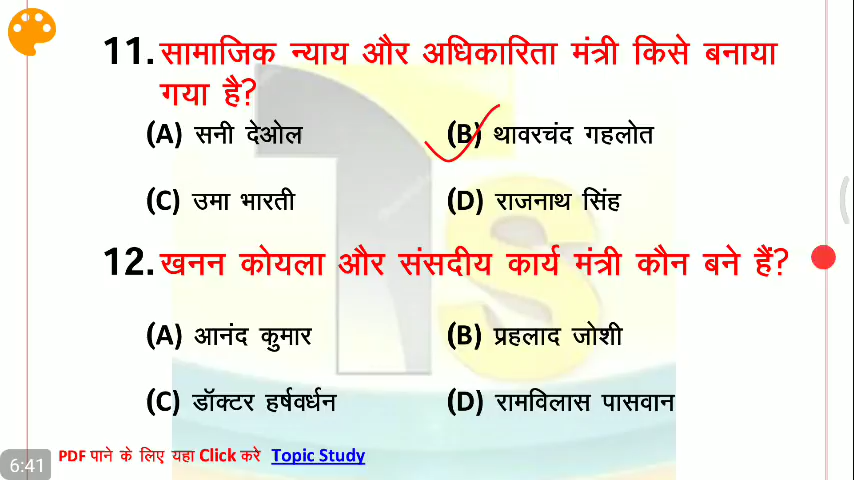 11. सामाजिक न्याय और अधिकारिता मंत्री किसे बनाया
गया है?
(A) सनी देओल (B) थावरचंद गहलोत
(C) उमा भारती (D) राजनाथ सिंह
12. खनन कोयला और संसदीय कार्य मंत्री कौन बने हैं?
(A) आनंद कुमार (B) प्रहलाद जोशी
(C) डॉक्टर हर्षवर्धन (D) रामविलास पासवान
PDF पाने के लिए यहा Click करे Topic Study
6:41